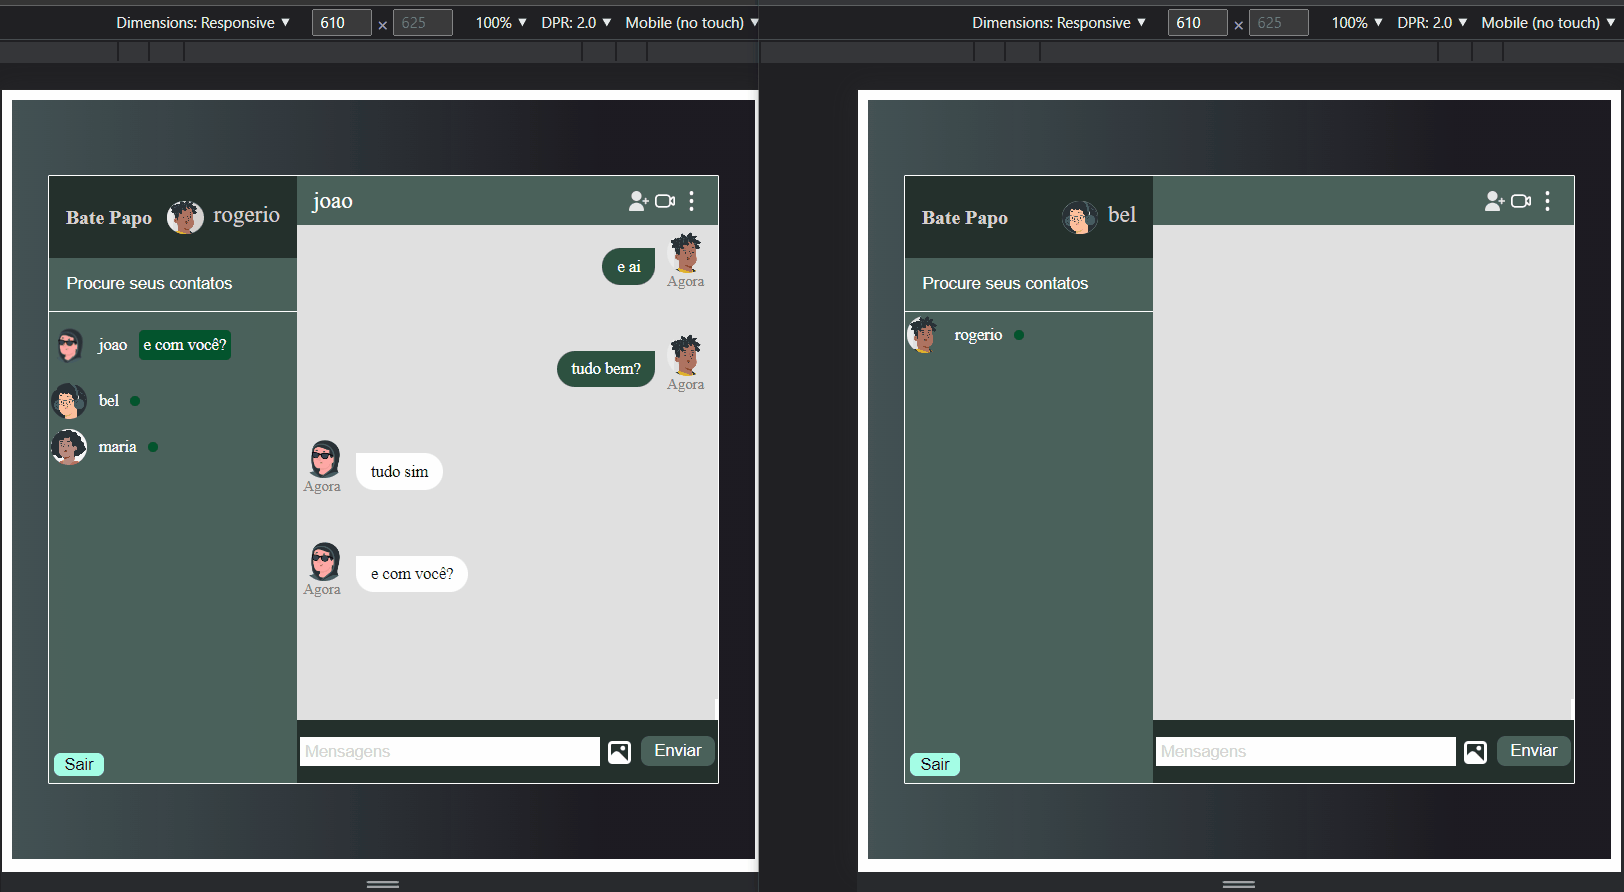 Dimensions: Responsive ▼ 610 × 625 100% ▼ DPR: 2.0 ▼ Mobile (no touch) ▼
Bate Papo rogerio
Procure seus contatos
joao e com você?
bel
maria
Sair
joao
e ai
Agora
tudo bem?
Agora
tudo sim
Agora
e com você?
Agora
Mensagens Enviar
Dimensions: Responsive ▼ 610 × 625 100% ▼ DPR: 2.0 ▼ Mobile (no touch) ▼
Bate Papo bel
Procure seus contatos
rogerio
Sair
Mensagens Enviar